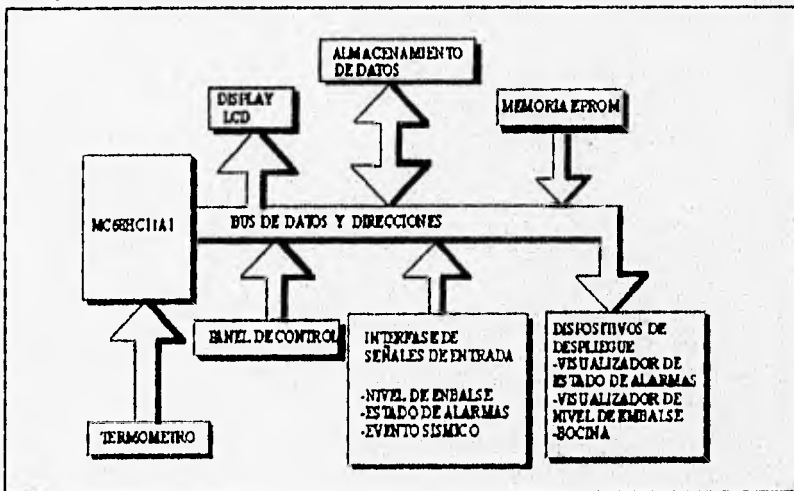 ALMACENAMIENTO
DE DATOS
DISPLAY
LCD
MEMORIA EPROM
MC68HC11A1
BUS DE DATOS Y DIRECCIONES
PANEL DE CONTROL
INTERFASE DE
SEÑALES DE ENTRADA
-NIVEL DE ENBALSE
-ESTADO DE ALARMAS
-EVENTO SISMICO
DISPOSITIVOS DE
DESPLIEGUE
-VISUALIZADOR DE
ESTADO DE ALARMAS
-VISUALIZADOR DE
NIVEL DE EMBALSE
-BOCINA
TERMOMETRO